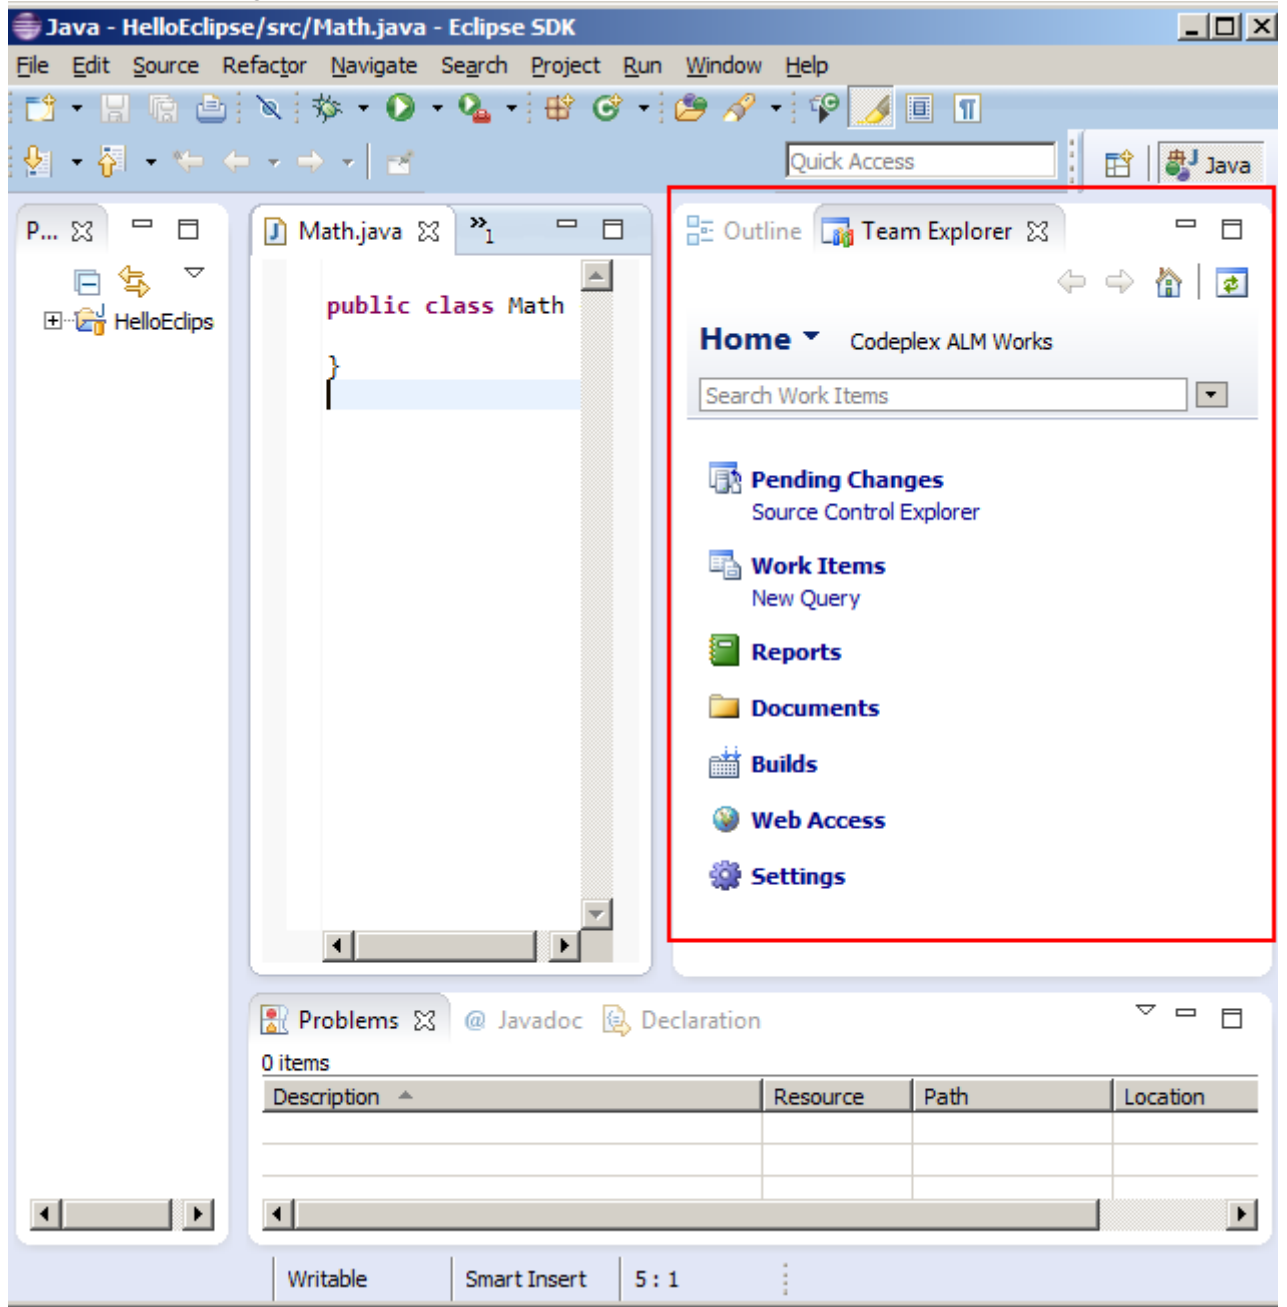 Java - HelloEclipse/src/Math.java - Eclipse SDK
File Edit Source Refactor Navigate Search Project Run Window Help
Quick Access
Java
P...
Math.java
»1
Outline
Team Explorer
HelloEclips
public class Math
}
Home
Codeplex ALM Works
Search Work Items
Pending Changes
Source Control Explorer
Work Items
New Query
Reports
Documents
Builds
Web Access
Settings
Problems
@ Javadoc
Declaration
0 items
Description Resource Path Location
Writable Smart Insert 5 : 1